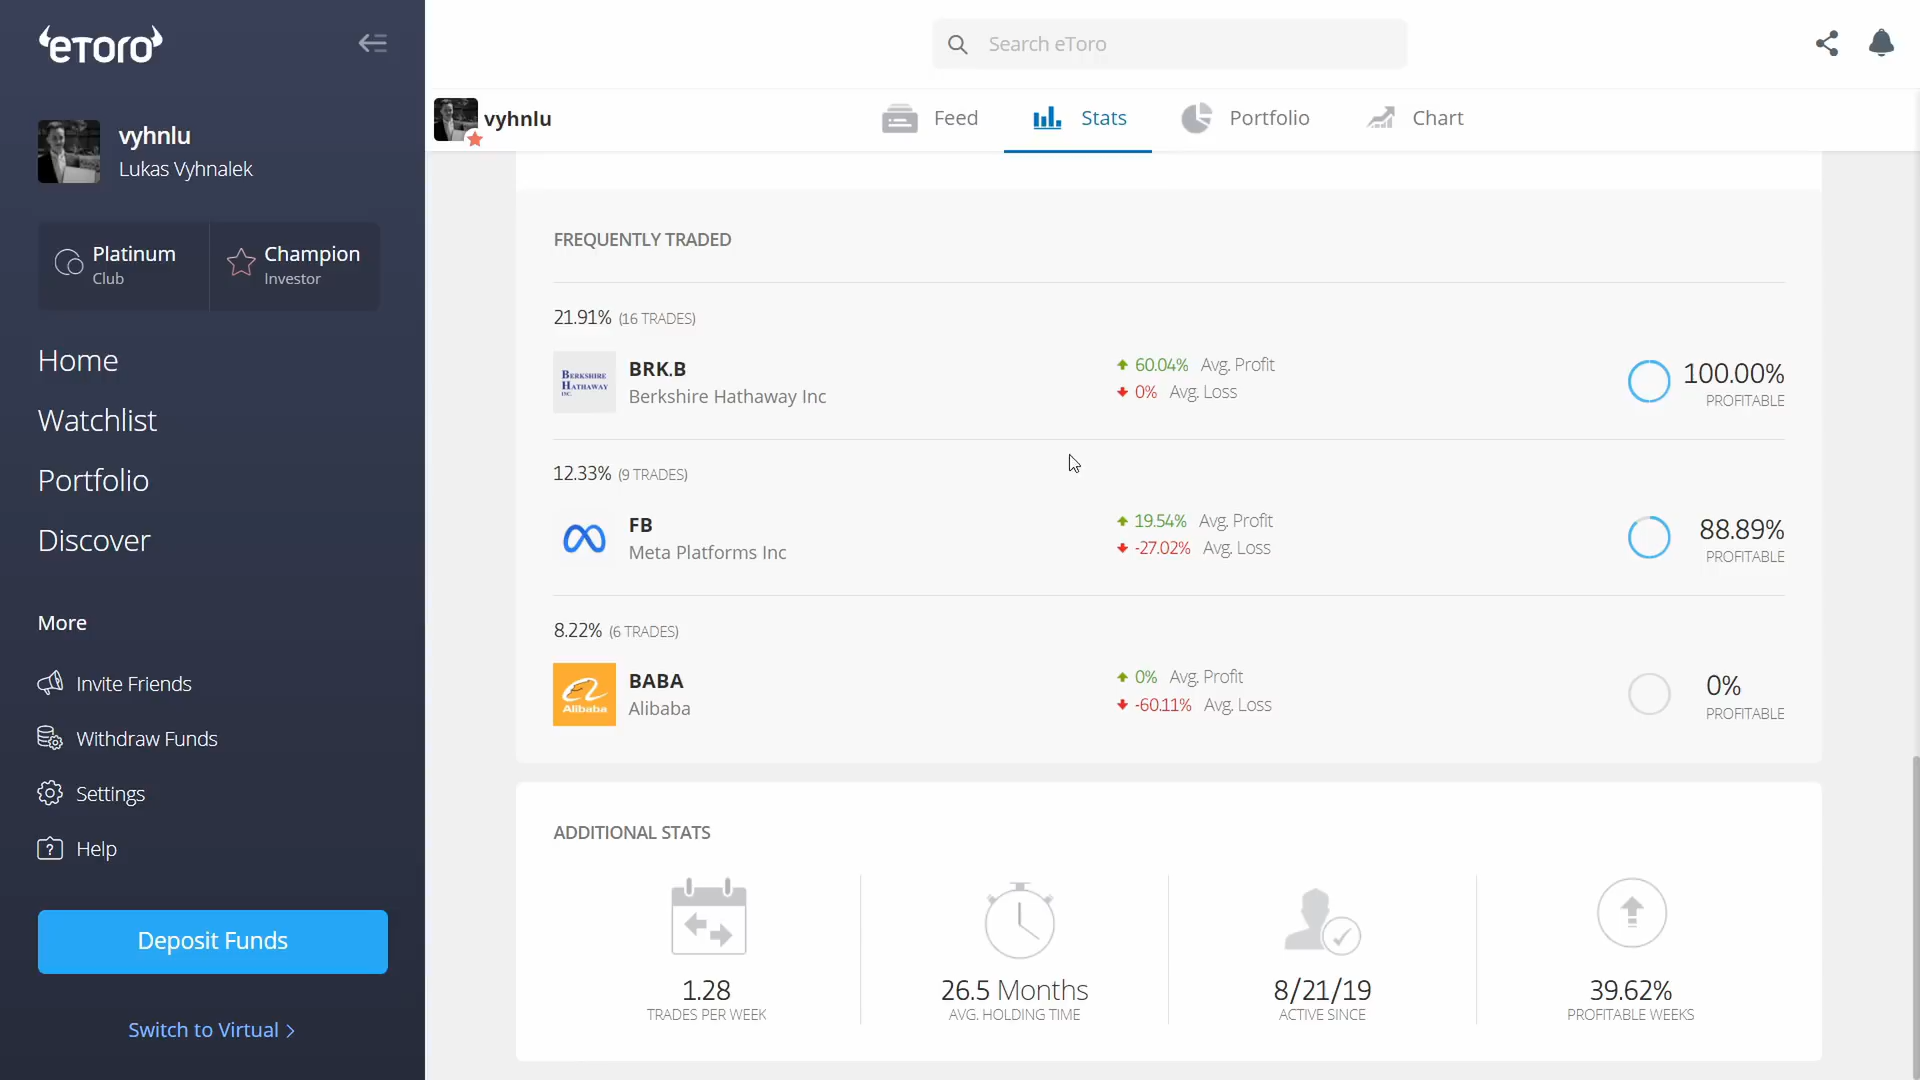 eToro
vyhnlu
Lukas Vyhnalek
Platinum
Club
Champion
Investor
Home
Watchlist
Portfolio
Discover
More
Invite Friends
Withdraw Funds
Settings
Help
Deposit Funds
Switch to Virtual >
Search eToro
vyhnlu
Feed
Stats
Portfolio
Chart
FREQUENTLY TRADED
21.91% (16 TRADES)
BERKSHIRE
HATHAWAY
INC.
BRK.B
Berkshire Hathaway Inc
60.04% Avg. Profit
0% Avg. Loss
100.00%
PROFITABLE
12.33% (9 TRADES)
FB
Meta Platforms Inc
19.54% Avg. Profit
-27.02% Avg. Loss
88.89%
PROFITABLE
8.22% (6 TRADES)
Alibaba
BABA
Alibaba
0% Avg. Profit
-60.11% Avg. Loss
0%
PROFITABLE
ADDITIONAL STATS
1.28
TRADES PER WEEK
26.5 Months
AVG. HOLDING TIME
8/21/19
ACTIVE SINCE
39.62%
PROFITABLE WEEKS